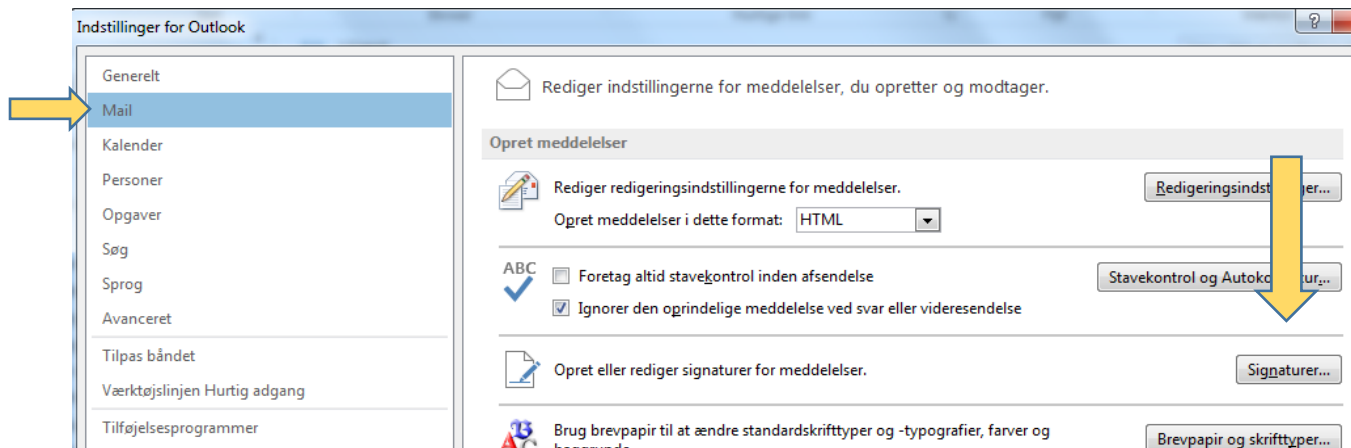 Indstillinger for Outlook
?
Generelt
Mail
Kalender
Personer
Opgaver
Søg
Sprog
Avanceret
Tilpas båndet
Værktøjslinjen Hurtig adgang
Tilføjelsesprogrammer
Rediger indstillingerne for meddelelser, du opretter og modtager.
Opret meddelelser
Rediger redigeringsindstillingerne for meddelelser.
Opret meddelelser i dette format: HTML
ABC
Foretag altid stavekontrol inden afsendelse
Stavekontrol og
Ignorer den oprindelige meddelelse ved svar eller videresendelse
Opret eller rediger signaturer for meddelelser.
Signaturer...
Brug brevpapir til at ændre standardskrifttyper og -typografier, farver og
Brevpapir og skrifttyper...